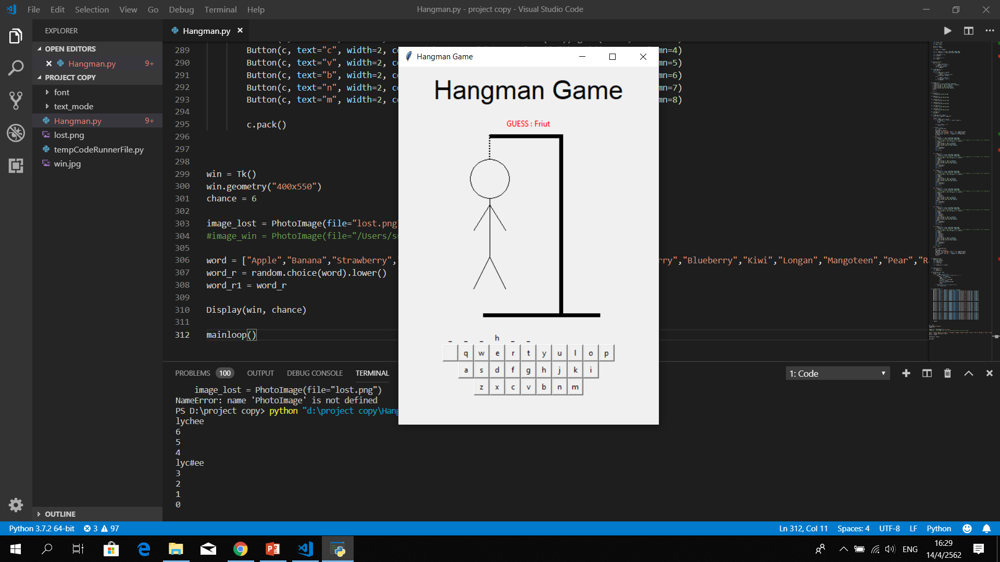 File Edit Selection View Go Debug Terminal Help
Hangman.py - project copy - Visual Studio Code
EXPLORER
OPEN EDITORS
Hangman.py 9+
PROJECT COPY
font
text_mode
Hangman.py 9+
lost.png
tempCodeRunnerFile.py
win.jpg
OUTLINE
Hangman.py
289 Button(c, text="c", width=2, co mn=4)
290 Button(c, text="v", width=2, co mn=5)
291 Button(c, text="b", width=2, co mn=6)
292 Button(c, text="n", width=2, co mn=7)
293 Button(c, text="m", width=2, co mn=8)
294
295 c.pack()
296
297
298
299 win = Tk()
300 win.geometry("400x550")
301 chance = 6
302
303 image_lost = PhotoImage(file="lost.png"
304 #image_win = PhotoImage(file="/Users/s
305
306 word = ["Apple","Banana","Strawberry", rry","Blueberry","Kiwi","Longan","Mangoteen","Pear","R
307 word_r = random.choice(word).lower()
308 word_r1 = word_r
309
310 Display(win, chance)
311
312 mainloop()
Hangman Game
Hangman Game
GUESS : Friut
_ _ _ h _ _
q w e r t y u l o p
a s d f g h j k i
z x c v b n m
PROBLEMS 100 OUTPUT DEBUG CONSOLE TERMINAL
1: Code
image_lost = PhotoImage(file="lost.png")
NameError: name 'PhotoImage' is not defined
PS D:\project copy> python "d:\project copy\Hang
lychee
6
5
4
lyc#ee
3
2
1
0
Python 3.7.2 64-bit 3 97
Ln 312, Col 11 Spaces: 4 UTF-8 LF Python
ENG
16:29
14/4/2562